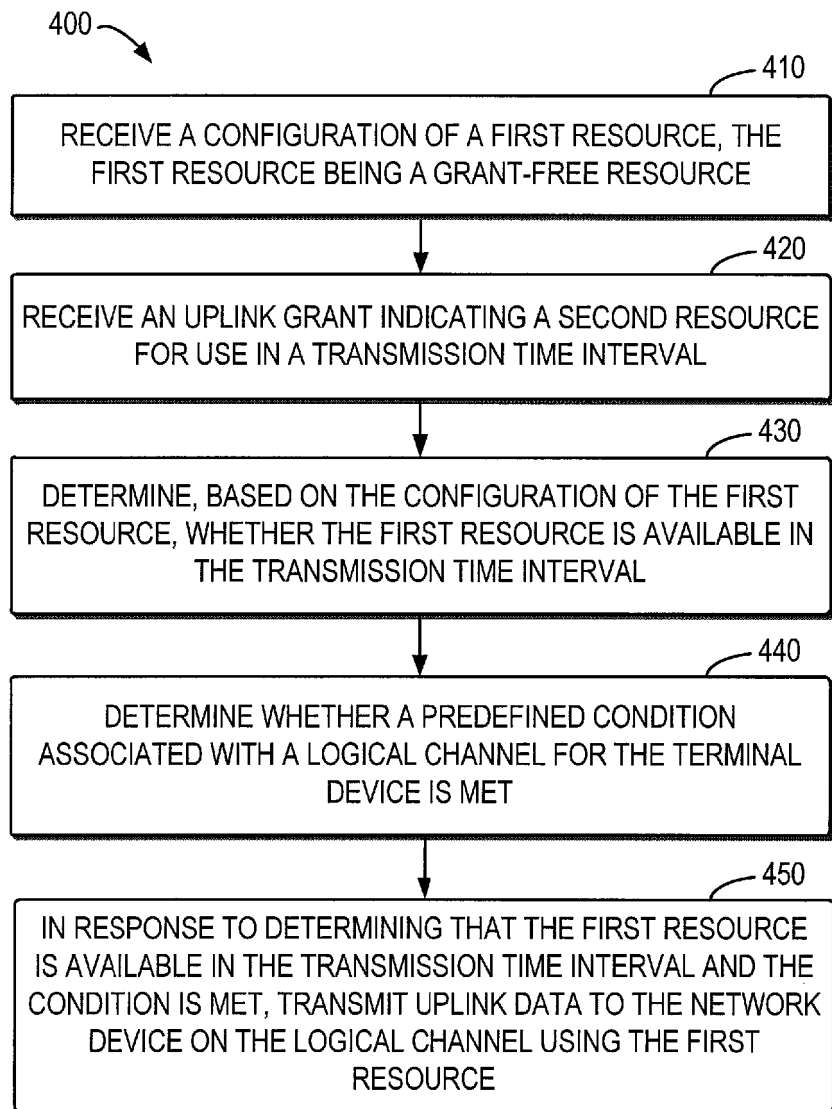 400
410
RECEIVE A CONFIGURATION OF A FIRST RESOURCE, THE
FIRST RESOURCE BEING A GRANT-FREE RESOURCE
420
RECEIVE AN UPLINK GRANT INDICATING A SECOND RESOURCE
FOR USE IN A TRANSMISSION TIME INTERVAL
430
DETERMINE, BASED ON THE CONFIGURATION OF THE FIRST
RESOURCE, WHETHER THE FIRST RESOURCE IS AVAILABLE IN
THE TRANSMISSION TIME INTERVAL
440
DETERMINE WHETHER A PREDEFINED CONDITION
ASSOCIATED WITH A LOGICAL CHANNEL FOR THE TERMINAL
DEVICE IS MET
450
IN RESPONSE TO DETERMINING THAT THE FIRST RESOURCE
IS AVAILABLE IN THE TRANSMISSION TIME INTERVAL AND THE
CONDITION IS MET, TRANSMIT UPLINK DATA TO THE NETWORK
DEVICE ON THE LOGICAL CHANNEL USING THE FIRST
RESOURCE